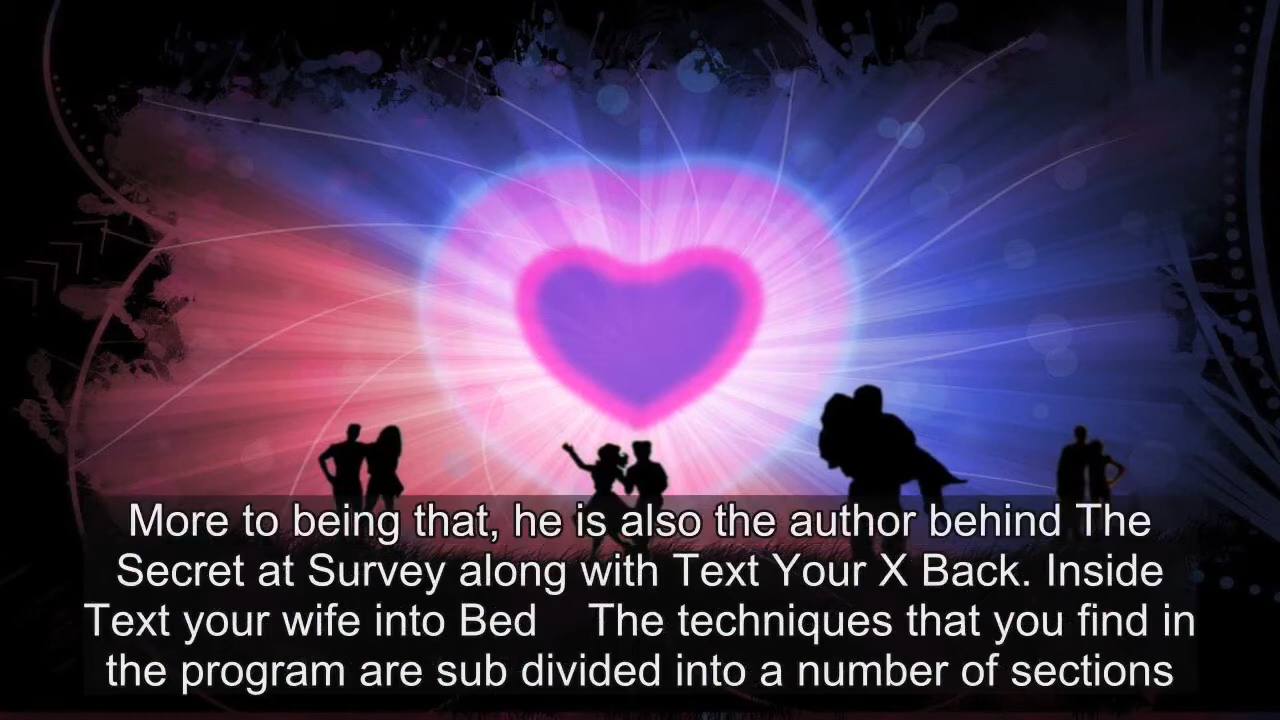 More to being that, he is also the author behind The
Secret at Survey along with Text Your X Back. Inside
Text your wife into Bed    The techniques that you find in
the program are sub divided into a number of sections